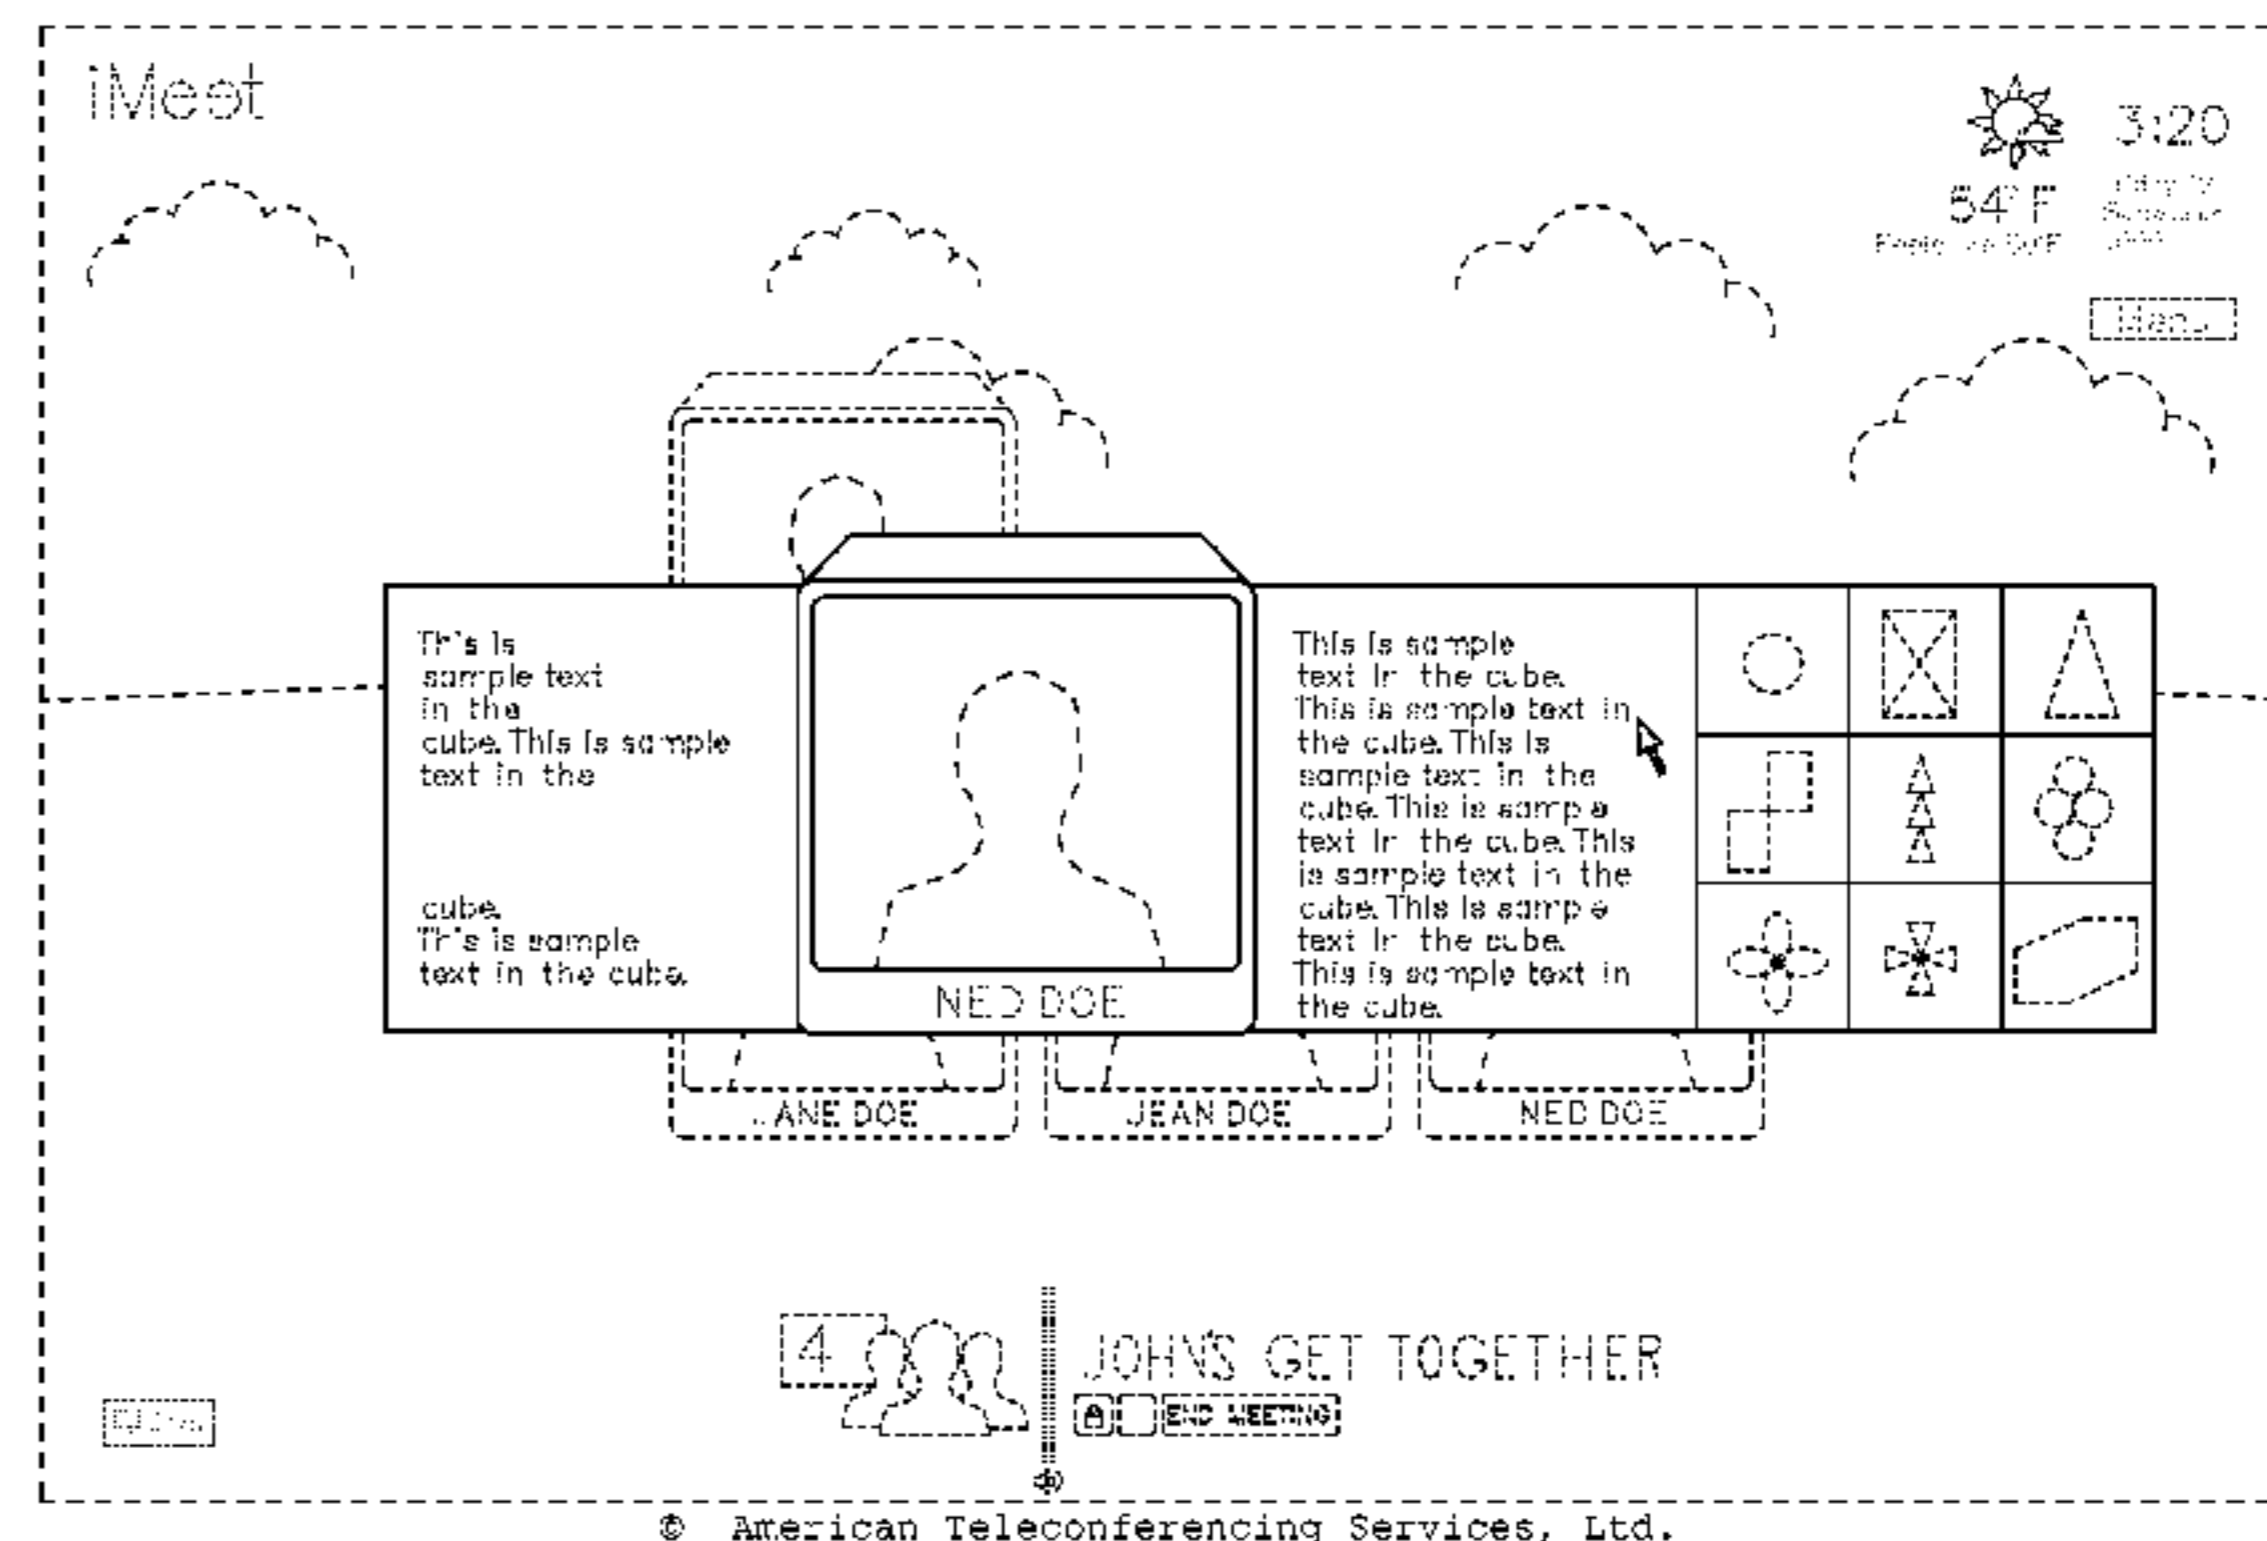 iMeet
3:20
54° F
Menu
This is
sample text
in the
cube. This is sample
text in the
cube.
This is sample
text in the cube.
NED DOE
This is sample
text in the cube.
This is sample text in
the cube. This is
sample text in the
cube. This is sample
text in the cube. This
is sample text in the
cube. This is sample
text in the cube.
This is sample text in
the cube.
JANE DOE
JEAN DOE
NED DOE
4
JOHN'S GET TOGETHER
END MEETING
© American Teleconferencing Services, Ltd.